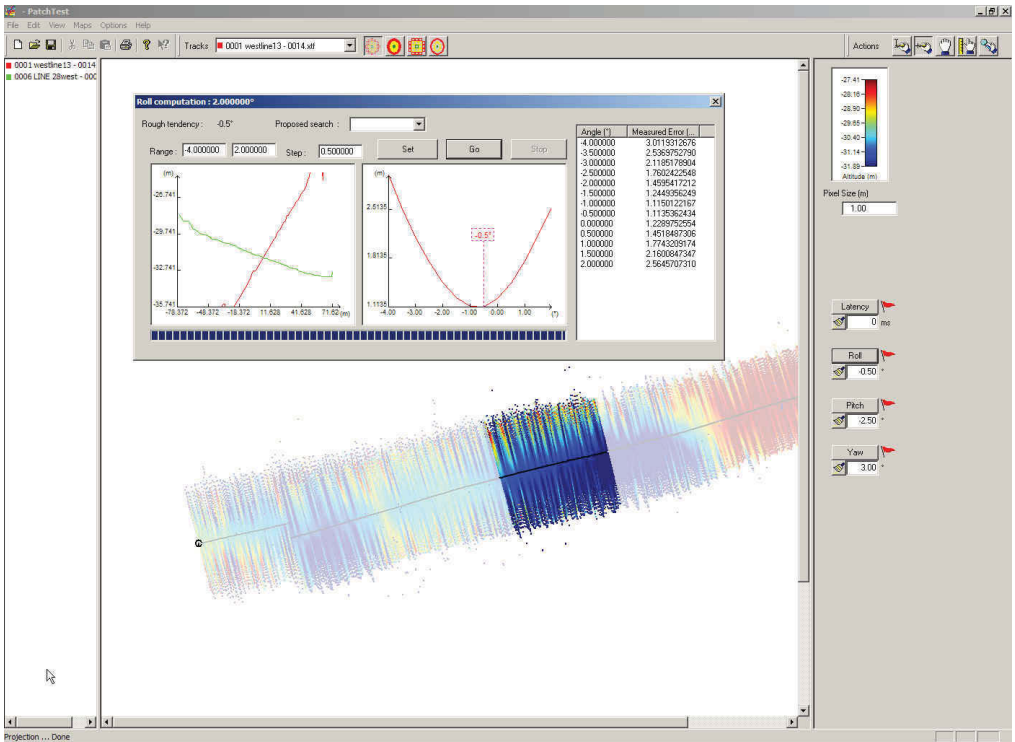 - PatchTest
File Edit View Maps Options Help
Tracks 0001 westline13 - 0014.xtf
Actions
0001 westline13 - 0014
0006 LINE 28west - 000
Roll computation : 2.000000°
Rough tendency : -0.5° Proposed search :
Range : -4.000000 2.000000 Step : 0.500000 Set Go Stop
(m)
-26.741
-29.741
-32.741
-35.741
-78.372 -48.372 -18.372 11.628 41.628 71.62 (m)
(m)
2.5135
1.8135
1.1135
-0.5°
-4.00 -3.00 -2.00 -1.00 0.00 1.00 (°)
Angle (°) Measured Error (...
-4.000000 3.0119312676
-3.500000 2.5369752790
-3.000000 2.1185178904
-2.500000 1.7602422548
-2.000000 1.4595417212
-1.500000 1.2449356249
-1.000000 1.1150122167
-0.500000 1.1135362434
0.000000 1.2289752554
0.500000 1.4518487306
1.000000 1.7743209174
1.500000 2.1600847347
2.000000 2.5645707310
-27.41
-28.16
-28.90
-29.65
-30.40
-31.14
-31.89
Altitude (m)
Pixel Size (m)
1.00
Latency
0 ms
Roll
-0.50 °
Pitch
-2.50 °
Yaw
3.00 °
Projection ... Done